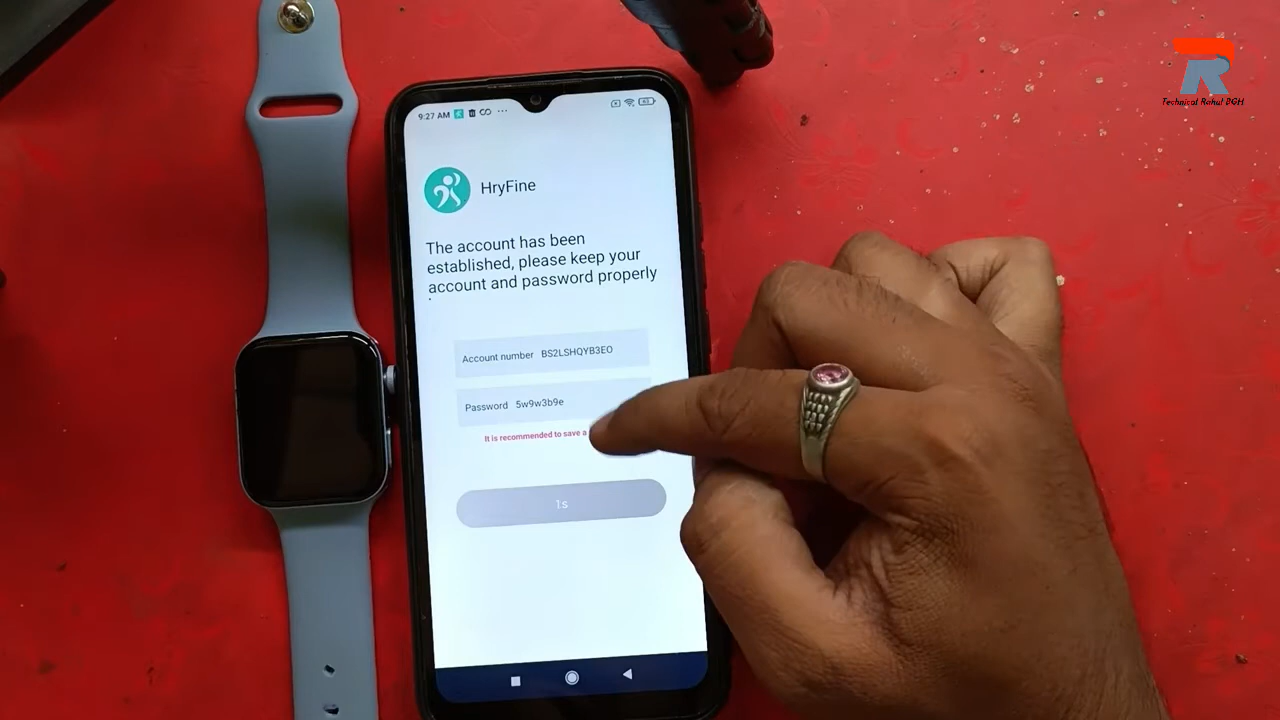 Technical Rahul DGH
9:27 AM
63
HryFine
The account has been
established, please keep your
account and password properly
.
Account number BS2LSHQYB3EO
Password 5w9w3b9e
It is recommended to save a
1s